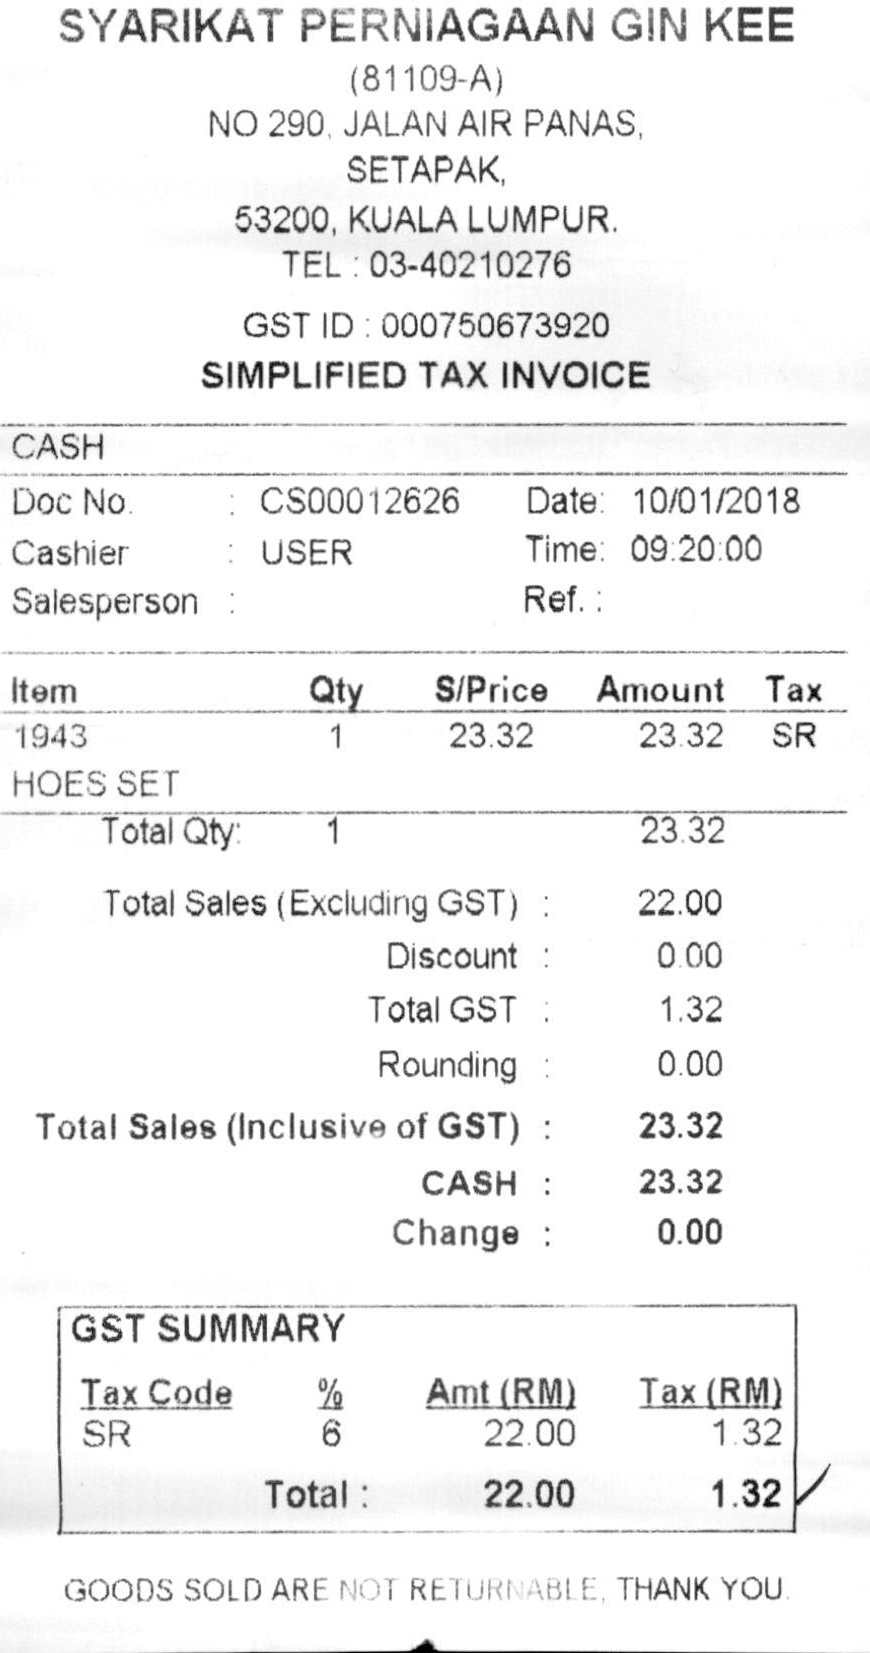 SYARIKAT PERNIAGAAN GIN KEE
(81109-A)
NO 290, JALAN AIR PANAS,
SETAPAK,
53200, KUALA LUMPUR.
TEL : 03-40210276
GST ID : 000750673920
SIMPLIFIED TAX INVOICE
CASH
Doc No. : CS00012626 Date: 10/01/2018
Cashier : USER Time: 09:20:00
Salesperson : Ref. :
Item Qty S/Price Amount Tax
1943 1 23.32 23.32 SR
HOES SET
Total Qty: 1 23.32
Total Sales (Excluding GST) : 22.00
Discount : 0.00
Total GST : 1.32
Rounding : 0.00
Total Sales (Inclusive of GST) : 23.32
CASH : 23.32
Change : 0.00
GST SUMMARY
Tax Code % Amt (RM) Tax (RM)
SR 6 22.00 1.32
Total : 22.00 1.32
GOODS SOLD ARE NOT RETURNABLE, THANK YOU.